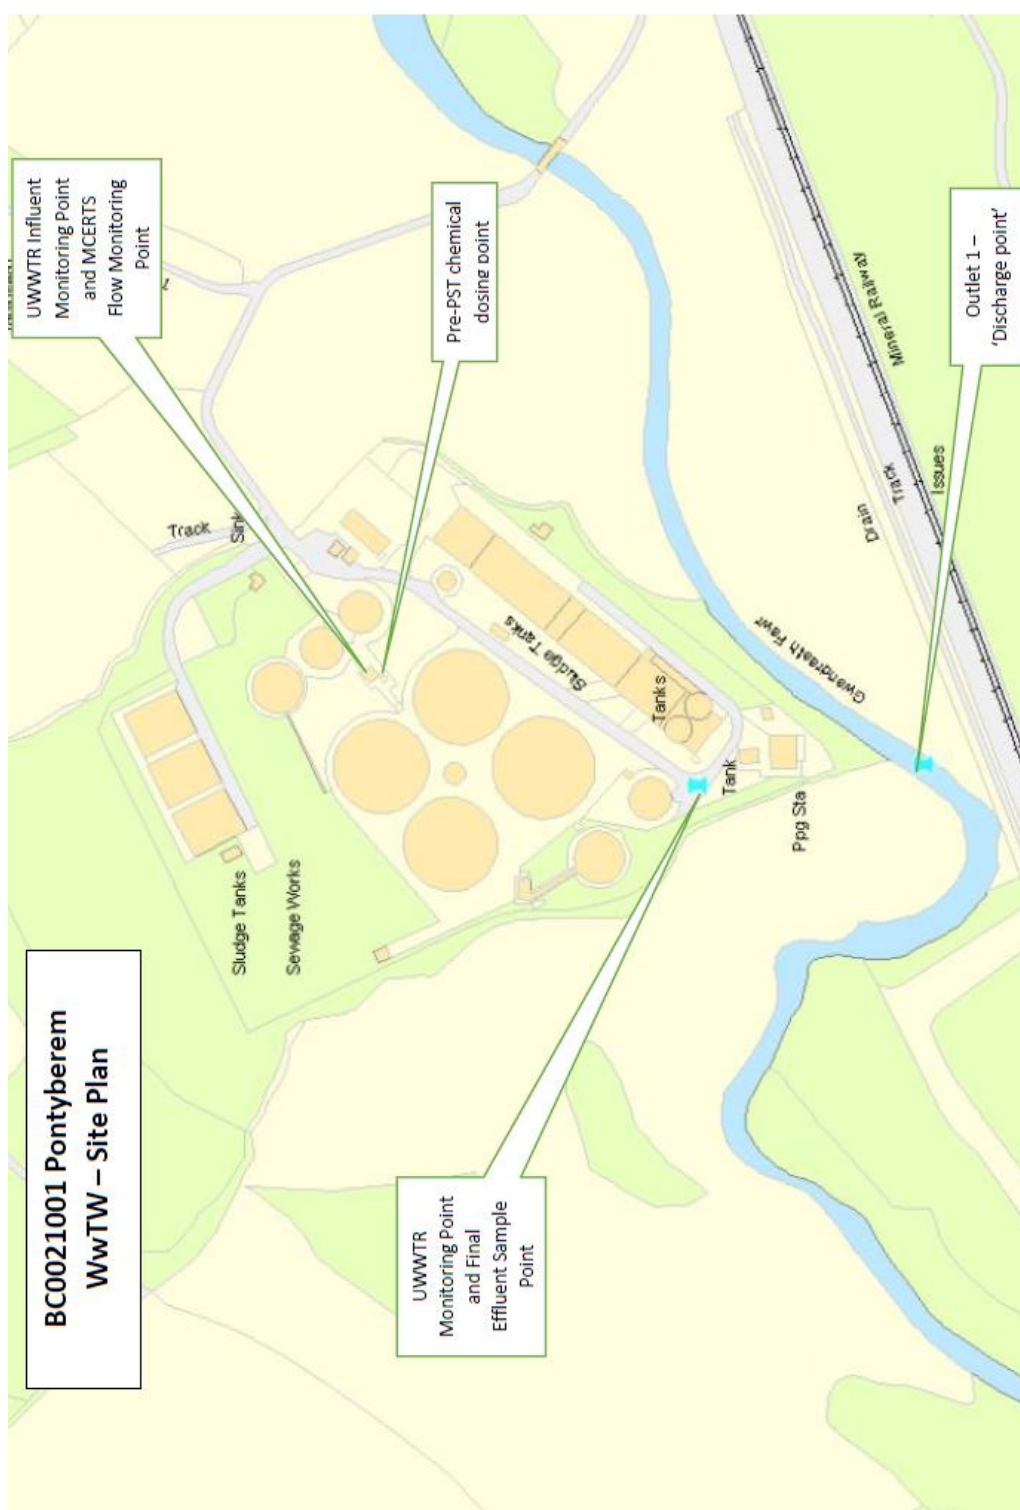 BC0021001 Pontyberem
WwTW – Site Plan
UWWTR Influent
Monitoring Point
and MCERTS
Flow Monitoring
Point
Pre-PST chemical
dosing point
Outlet 1 –
‘Discharge point’
UWWTR
Monitoring Point
and Final
Effluent Sample
Point
Sludge Tanks
Sewage Works
Track
Sink
Sludge Tanks
Tanks
Tank
Ppg Sta
Gwendraeth Fawr
Drain
Track
Mineral Railway
Issues